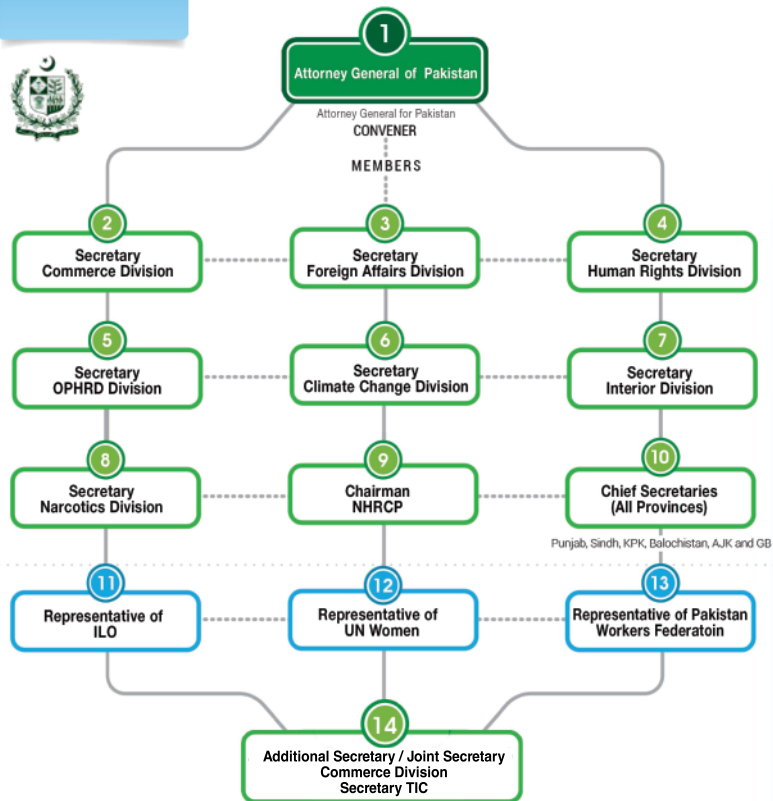 1
Attorney General of Pakistan
Attorney General for Pakistan
CONVENER
MEMBERS
2
Secretary
Commerce Division
3
Secretary
Foreign Affairs Division
4
Secretary
Human Rights Division
5
Secretary
OPHRD Division
6
Secretary
Climate Change Division
7
Secretary
Interior Division
8
Secretary
Narcotics Division
9
Chairman
NHRCP
10
Chief Secretaries
(All Provinces)
Punjab, Sindh, KPK, Balochistan, AJK and GB
11
Representative of
ILO
12
Representative of
UN Women
13
Representative of Pakistan
Workers Federatoin
14
Additional Secretary / Joint Secretary
Commerce Division
Secretary TIC